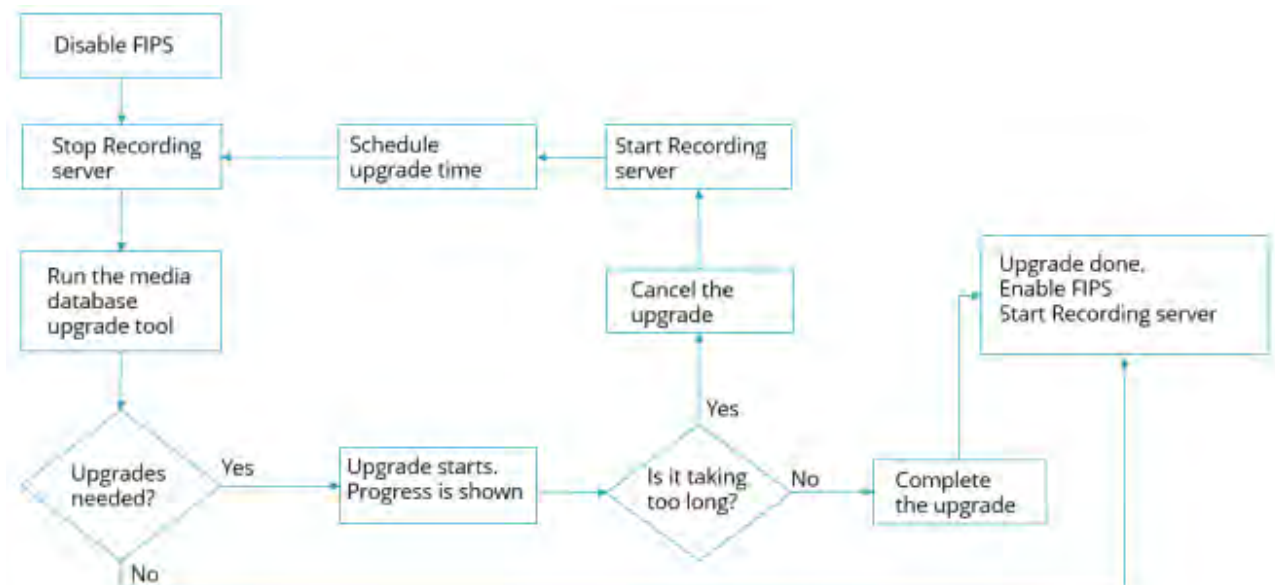 Disable FIPS
Stop Recording
server
Schedule
upgrade time
Start Recording
server
Run the media
database
upgrade tool
Cancel the
upgrade
Upgrade done.
Enable FIPS
Start Recording server
Upgrades
needed?
Yes
Upgrade starts.
Progress is shown
Is it taking
too long?
Yes
No
Complete
the upgrade
No